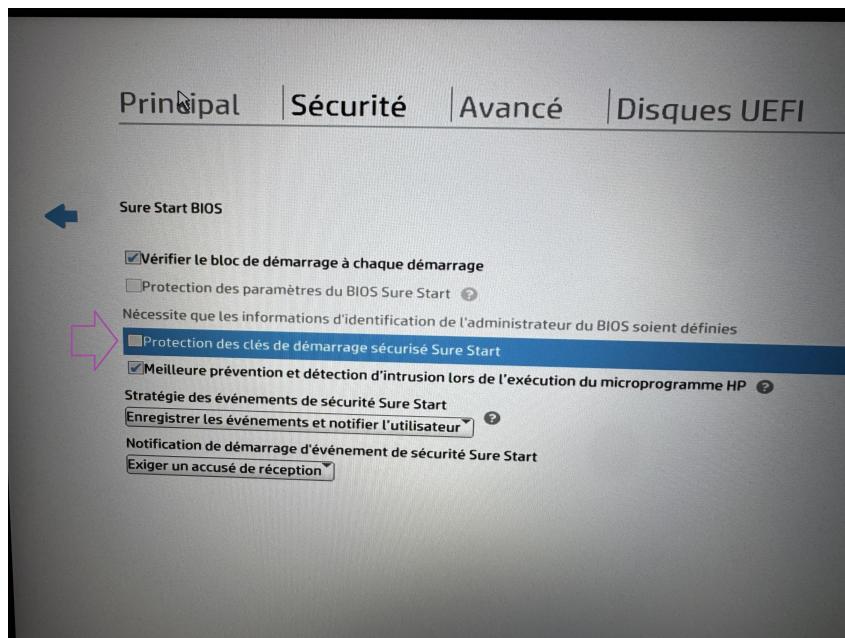 Principal
Sécurité
Avancé
Disques UEFI
Sure Start BIOS
Vérifier le bloc de démarrage à chaque démarrage
Protection des paramètres du BIOS Sure Start ?
Nécessite que les informations d'identification de l'administrateur du BIOS soient définies
Protection des clés de démarrage sécurisé Sure Start
Meilleure prévention et détection d'intrusion lors de l'exécution du microprogramme HP ?
Stratégie des événements de sécurité Sure Start
Enregistrer les événements et notifier l'utilisateur ?
Notification de démarrage d'événement de sécurité Sure Start
Exiger un accusé de réception